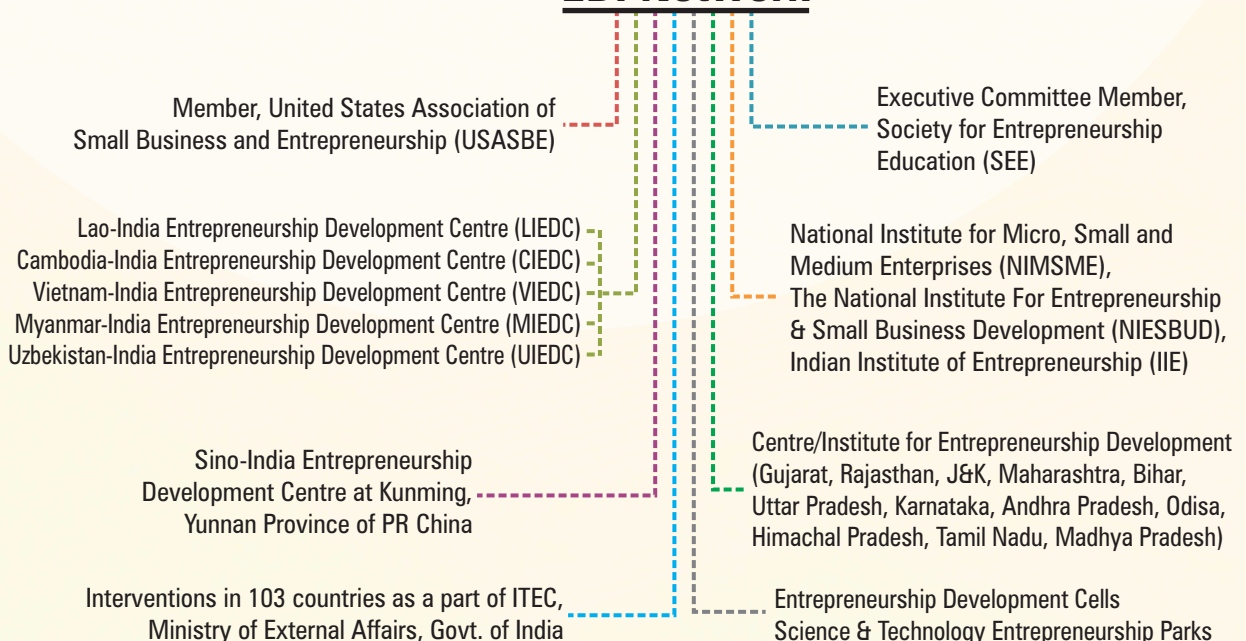 Member, United States Association of
Small Business and Entrepreneurship (USASBE)
Lao-India Entrepreneurship Development Centre (LIEDC)
Cambodia-India Entrepreneurship Development Centre (CIEDC)
Vietnam-India Entrepreneurship Development Centre (VIEDC)
Myanmar-India Entrepreneurship Development Centre (MIEDC)
Uzbekistan-India Entrepreneurship Development Centre (UIEDC)
Sino-India Entrepreneurship
Development Centre at Kunming,
Yunnan Province of PR China
Interventions in 103 countries as a part of ITEC,
Ministry of External Affairs, Govt. of India
Executive Committee Member,
Society for Entrepreneurship
Education (SEE)
National Institute for Micro, Small and
Medium Enterprises (NIMSME),
The National Institute For Entrepreneurship
& Small Business Development (NIESBUD),
Indian Institute of Entrepreneurship (IIE)
Centre/Institute for Entrepreneurship Development
(Gujarat, Rajasthan, J&K, Maharashtra, Bihar,
Uttar Pradesh, Karnataka, Andhra Pradesh, Odisa,
Himachal Pradesh, Tamil Nadu, Madhya Pradesh)
Entrepreneurship Development Cells
Science & Technology Entrepreneurship Parks